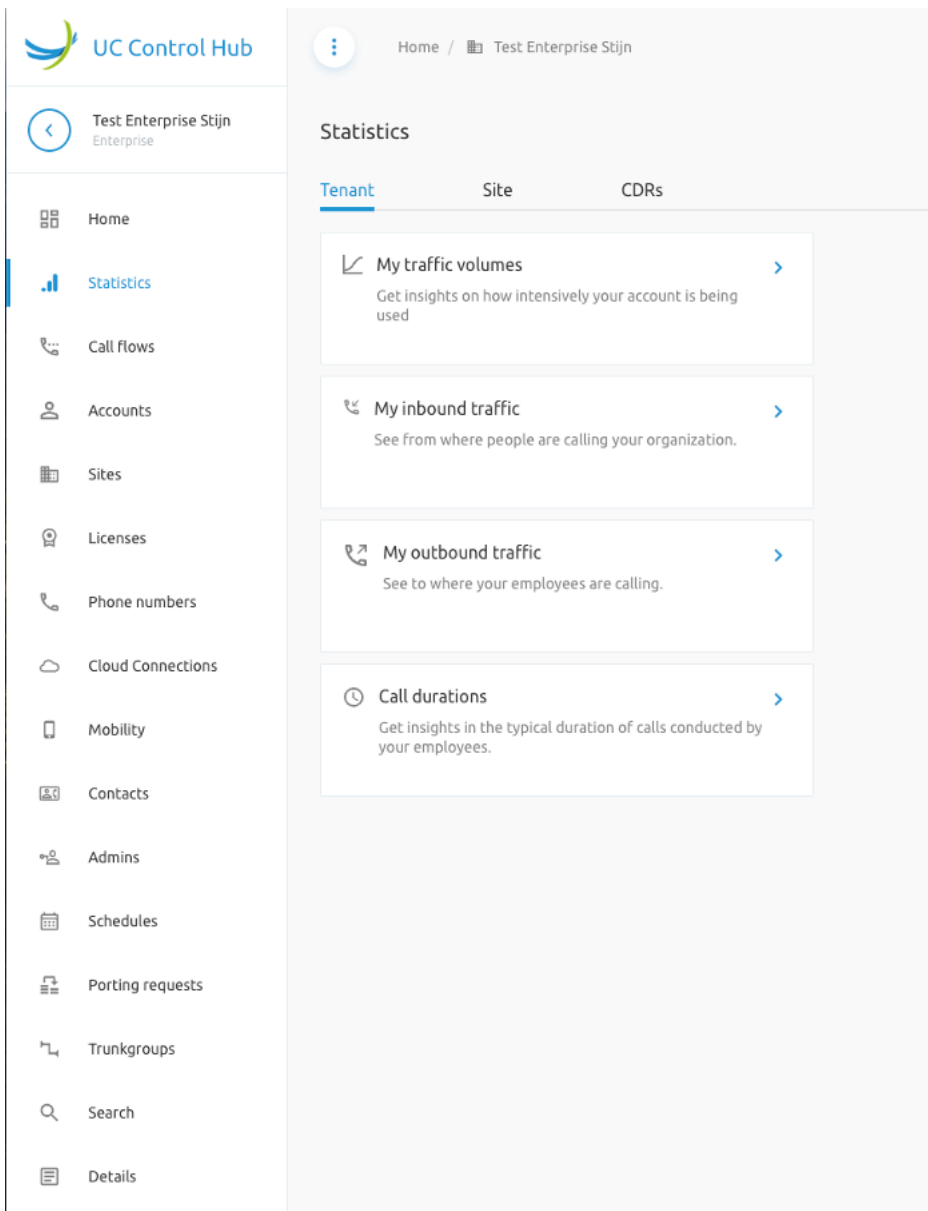 UC Control Hub
Home / Test Enterprise Stijn
Test Enterprise Stijn
Enterprise
Home
Statistics
Call flows
Accounts
Sites
Licenses
Phone numbers
Cloud Connections
Mobility
Contacts
Admins
Schedules
Porting requests
Trunkgroups
Search
Details
Statistics
Tenant Site CDRs
My traffic volumes
Get insights on how intensively your account is being
used
My inbound traffic
See from where people are calling your organization.
My outbound traffic
See to where your employees are calling.
Call durations
Get insights in the typical duration of calls conducted by
your employees.